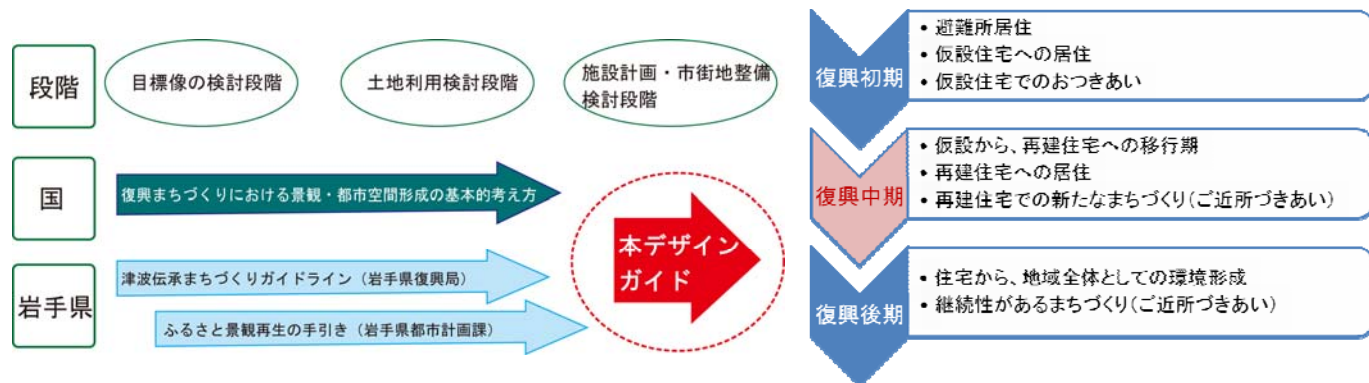 段階
目標像の検討段階
土地利用検討段階
施設計画・市街地整備
検討段階
国
復興まちづくりにおける景観・都市空間形成の基本的考え方
岩手県
津波伝承まちづくりガイドライン（岩手県復興局）
ふるさと景観再生の手引き（岩手県都市計画課）
本デザイン
ガイド
復興初期
• 避難所居住
• 仮設住宅への居住
• 仮設住宅でのおつきあい
復興中期
• 仮設から、再建住宅への移行期
• 再建住宅への居住
• 再建住宅での新たなまちづくり（ご近所づきあい）
復興後期
• 住宅から、地域全体としての環境形成
• 継続性があるまちづくり（ご近所づきあい）